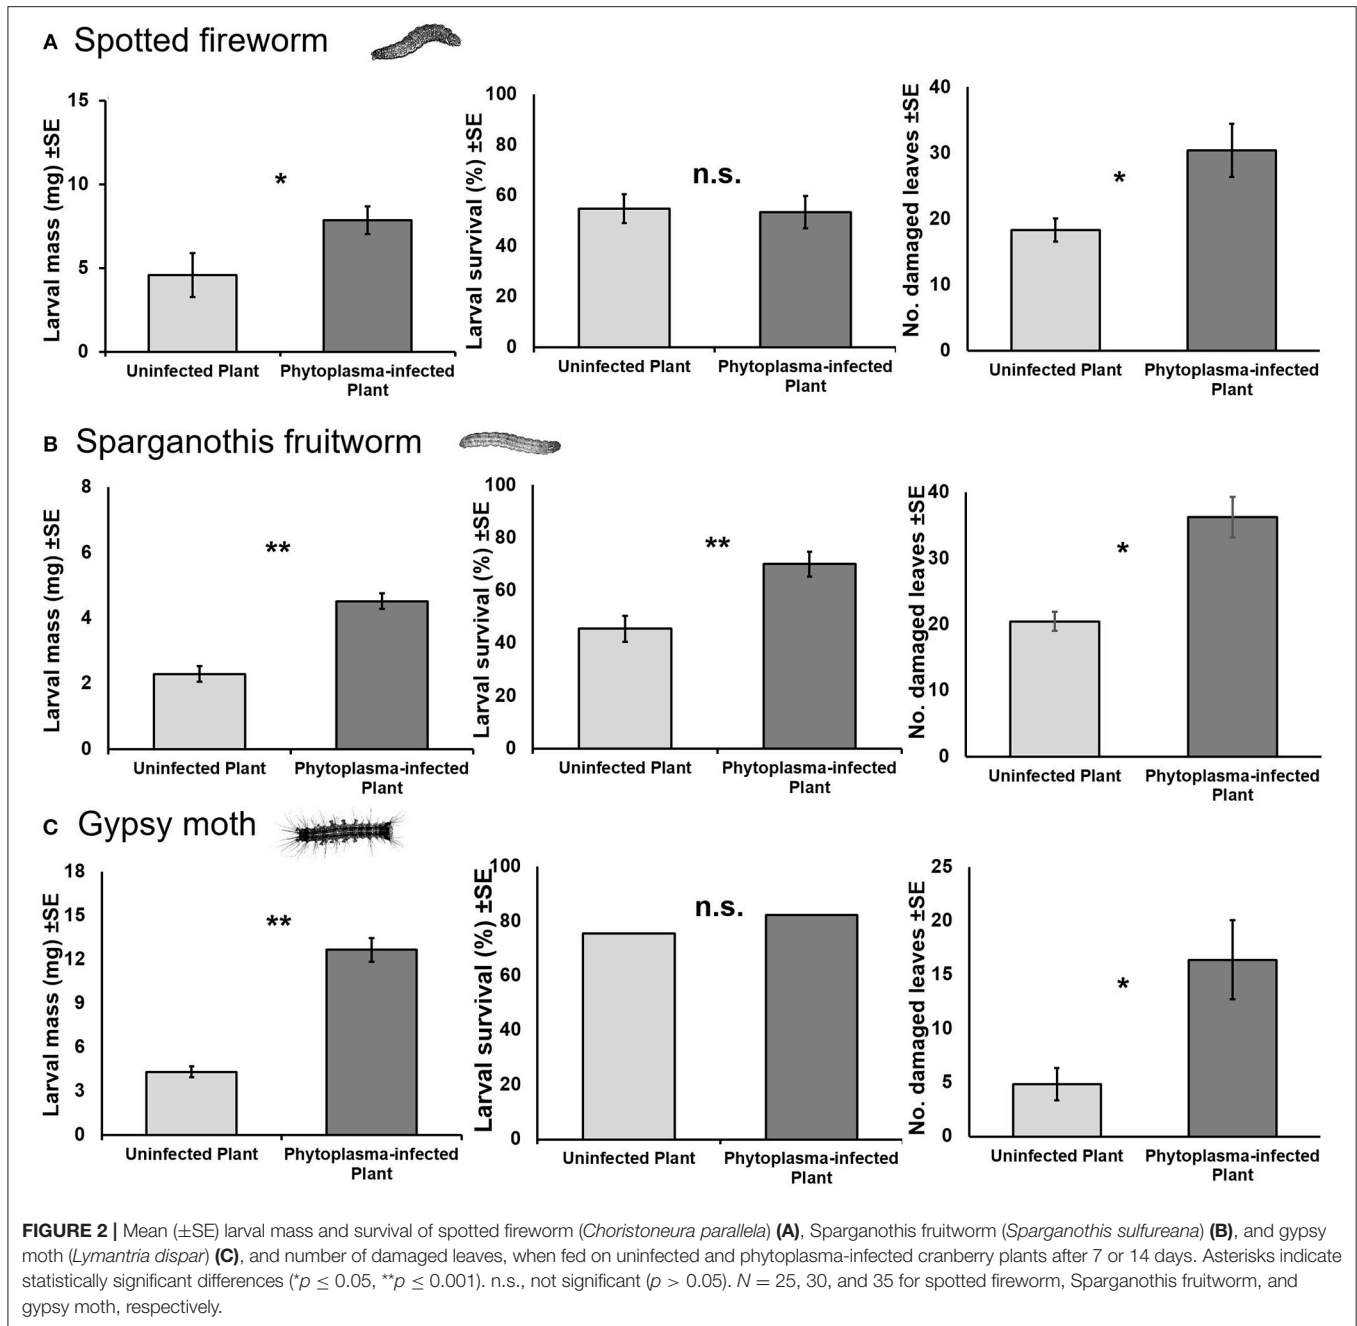 A Spotted fireworm
Larval mass (mg) ±SE
15
10
5
0
*
Uninfected Plant
Phytoplasma-infected
Plant
Larval survival (%) ±SE
100
80
60
40
20
0
n.s.
Uninfected Plant
Phytoplasma-infected
Plant
No. damaged leaves ±SE
40
30
20
10
0
*
Uninfected Plant
Phytoplasma-infected
Plant
B Sparganothis fruitworm
Larval mass (mg) ±SE
8
6
4
2
0
**
Uninfected Plant
Phytoplasma-infected
Plant
Larval survival (%) ±SE
100
80
60
40
20
0
**
Uninfected Plant
Phytoplasma-infected
Plant
No. damaged leaves ±SE
40
30
20
10
0
*
Uninfected Plant
Phytoplasma-infected
Plant
C Gypsy moth
Larval mass (mg) ±SE
18
15
12
9
6
3
0
**
Uninfected Plant
Phytoplasma-infected
Plant
Larval survival (%) ±SE
100
80
60
40
20
0
n.s.
Uninfected Plant
Phytoplasma-infected
Plant
No. damaged leaves ±SE
25
20
15
10
5
0
*
Uninfected Plant
Phytoplasma-infected
Plant
FIGURE 2 | Mean (±SE) larval mass and survival of spotted fireworm (Choristoneura parallela) (A), Sparganothis fruitworm (Sparganothis sulfureana) (B), and gypsy
moth (Lymantria dispar) (C), and number of damaged leaves, when fed on uninfected and phytoplasma-infected cranberry plants after 7 or 14 days. Asterisks indicate
statistically significant differences (*p ≤ 0.05, **p ≤ 0.001). n.s., not significant (p > 0.05). N = 25, 30, and 35 for spotted fireworm, Sparganothis fruitworm, and
gypsy moth, respectively.